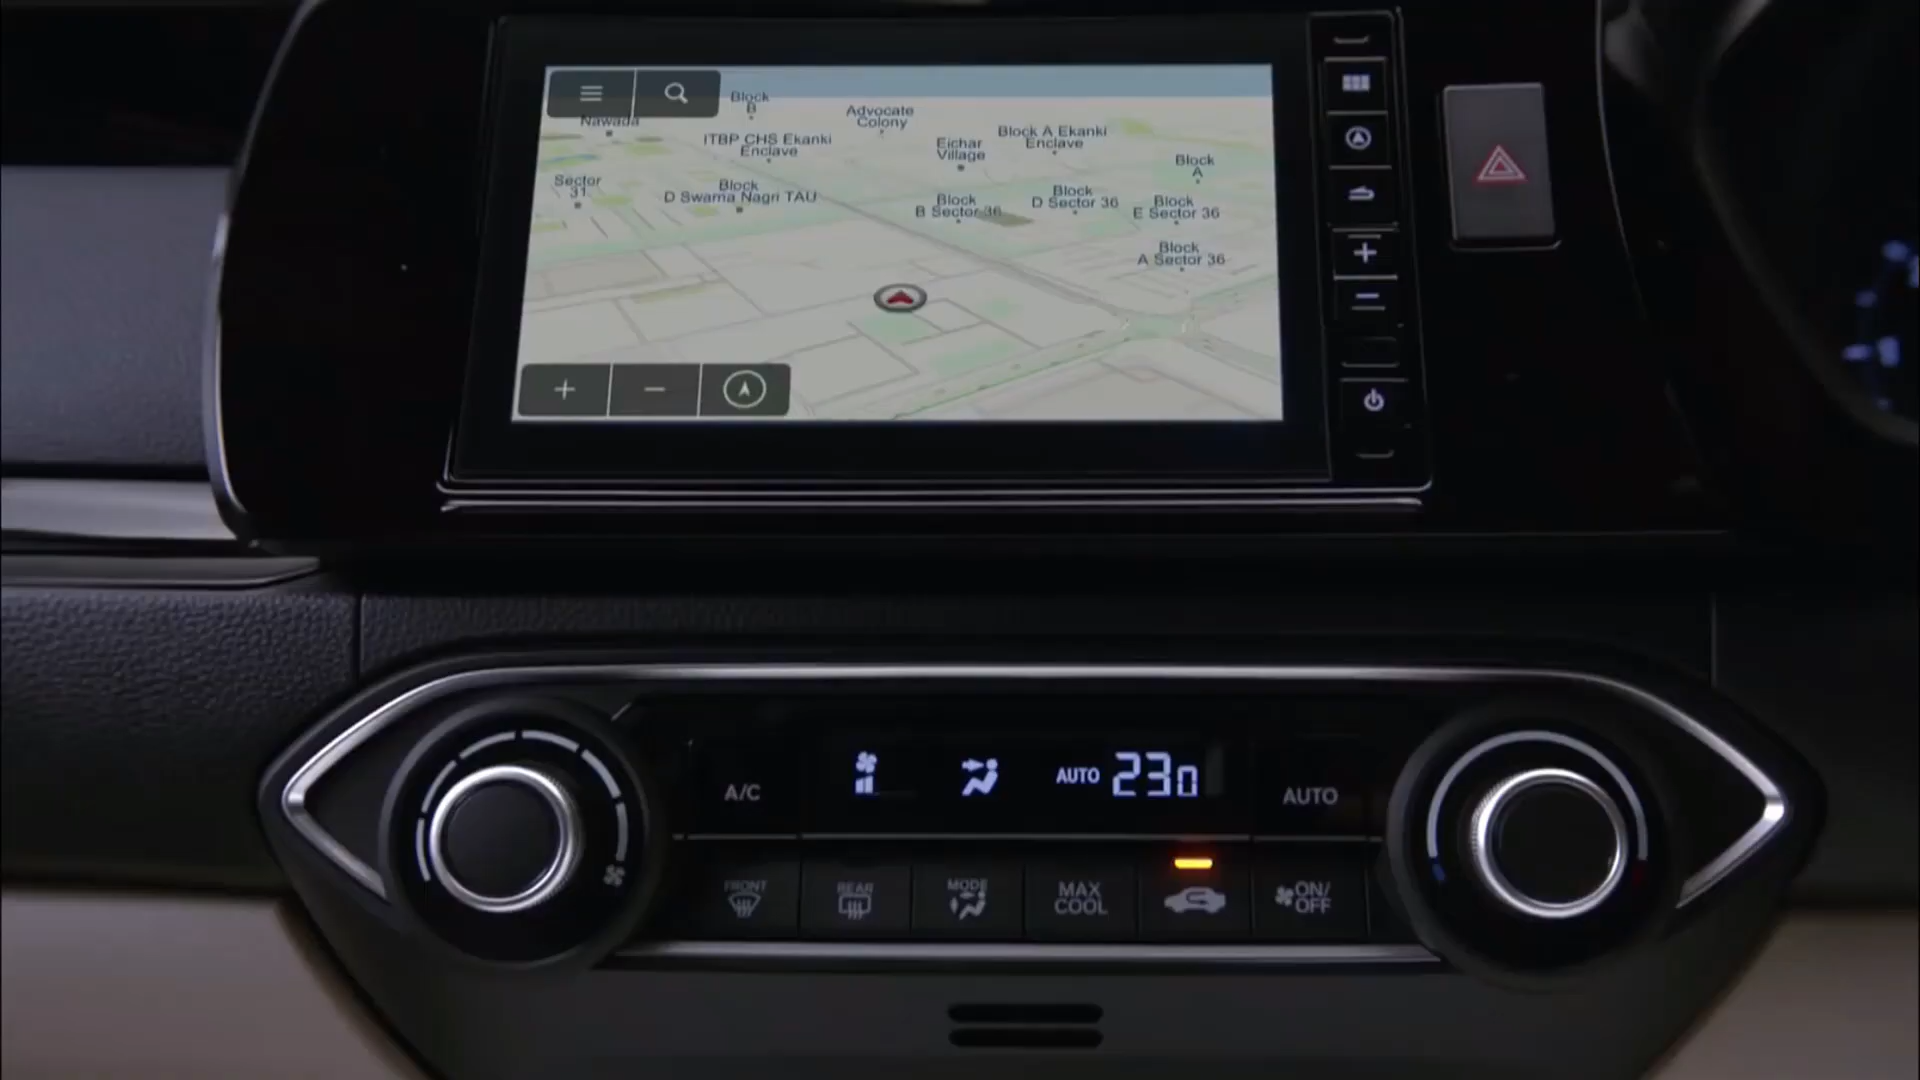 Block
B
Nawada
Advocate
Colony
ITBP CHS Ekanki
Enclave
Eichar
Village
Block A Ekanki
Enclave
Block
A
Sector
31
Block
D Swarna Nagri TAU
Block
B Sector 36
Block
D Sector 36
Block
E Sector 36
Block
A Sector 36
A/C
AUTO 230
AUTO
FRONT
REAR
MODE
MAX
COOL
ON/
OFF